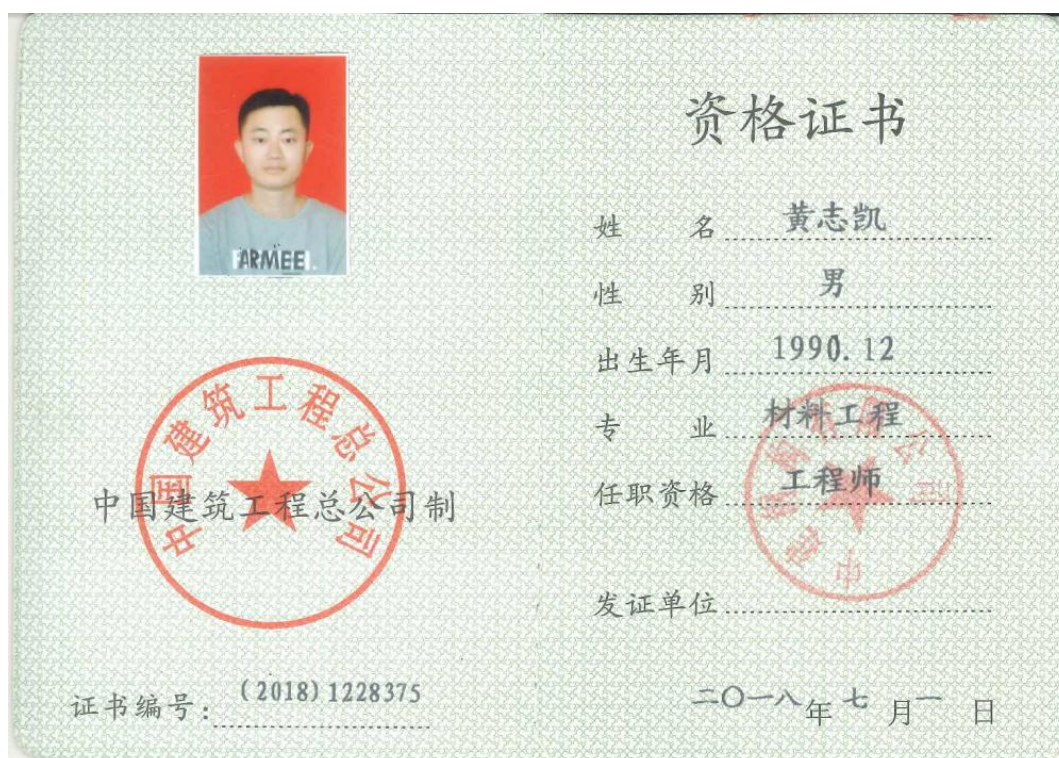 ARMEE
中国建筑工程总公司
中国建筑工程总公司制
证书编号：(2018)1228375
资格证书
姓 名 黄志凯
性 别 男
出生年月 1990.12
专 业 材料工程
任职资格 工程师
发证单位
二〇一八年七月一日